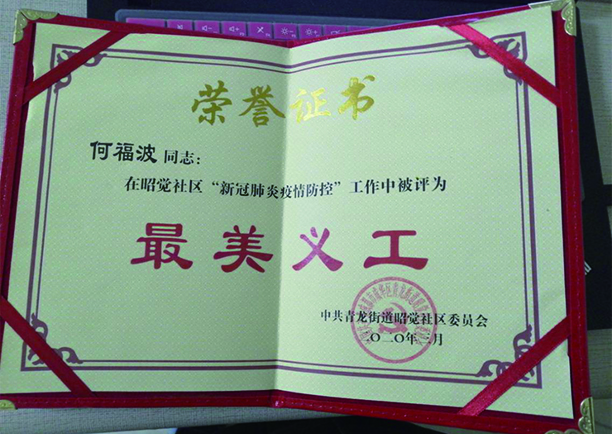 荣誉证书
何福波 同志：
在昭觉社区“新冠肺炎疫情防控”工作中被评为
最美义工
中共青龙街道昭觉社区委员会
二〇二〇年三月